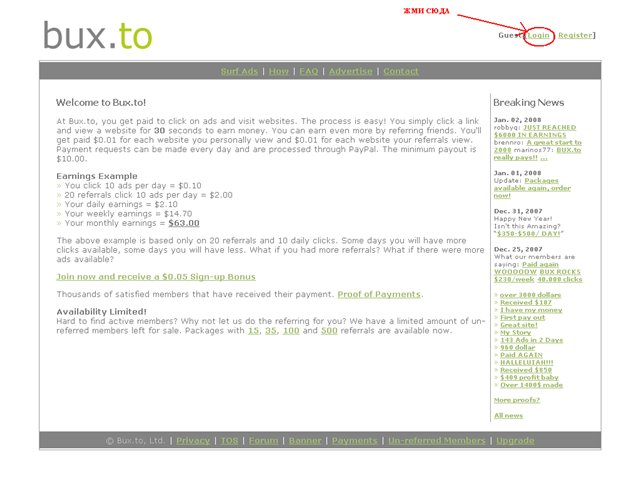 ЖМИ СЮДА
bux.to
Guest [Login | Register]
Surf Ads | How | FAQ | Advertise | Contact
Welcome to Bux.to!
At Bux.to, you get paid to click on ads and visit websites. The process is easy! You simply click a link
and view a website for 30 seconds to earn money. You can earn even more by referring friends. You'll
get paid $0.01 for each website you personally view and $0.01 for each website your referrals view.
Payment requests can be made every day and are processed through PayPal. The minimum payout is
$10.00.
Earnings Example
» You click 10 ads per day = $0.10
» 20 referrals click 10 ads per day = $2.00
» Your daily earnings = $2.10
» Your weekly earnings = $14.70
» Your monthly earnings = $63.00
The above example is based only on 20 referrals and 10 daily clicks. Some days you will have more
clicks available, some days you will have less. What if you had more referrals? What if there were more
ads available?
Join now and receive a $0.05 Sign-up Bonus
Thousands of satisfied members that have received their payment. Proof of Payments.
Availability Limited!
Hard to find active members? Why not let us do the referring for you? We have a limited amount of un-
referred members left for sale. Packages with 15, 35, 100 and 500 referrals are available now.
Breaking News
Jan. 02, 2008
robbyq: JUST REACHED
$6000 IN EARNINGS
brennro: A great start to
2008 marinos77: BUX.to
really pays!! ...
Jan. 01, 2008
Update: Packages
available again, order
now!
Dec. 31, 2007
Happy New Year!
Isn't this Amazing?
"$350-$500/ DAY!"
Dec. 25, 2007
What our members are
saying: Paid again
WOOOOOW BUX ROCKS
$230/week 40,000 clicks
» over 3000 dollars
» Received $187
» I have my money
» First pay out
» Great site!
» My Story
» 143 Ads in 2 Days
» 960 dollar
» Paid AGAIN
» HALLELUIAH!!!
» Received $850
» $409 profit baby
» Over 1400$ made
More proofs?
All news
© Bux.to, Ltd. | Privacy | TOS | Forum | Banner | Payments | Un-referred Members | Upgrade